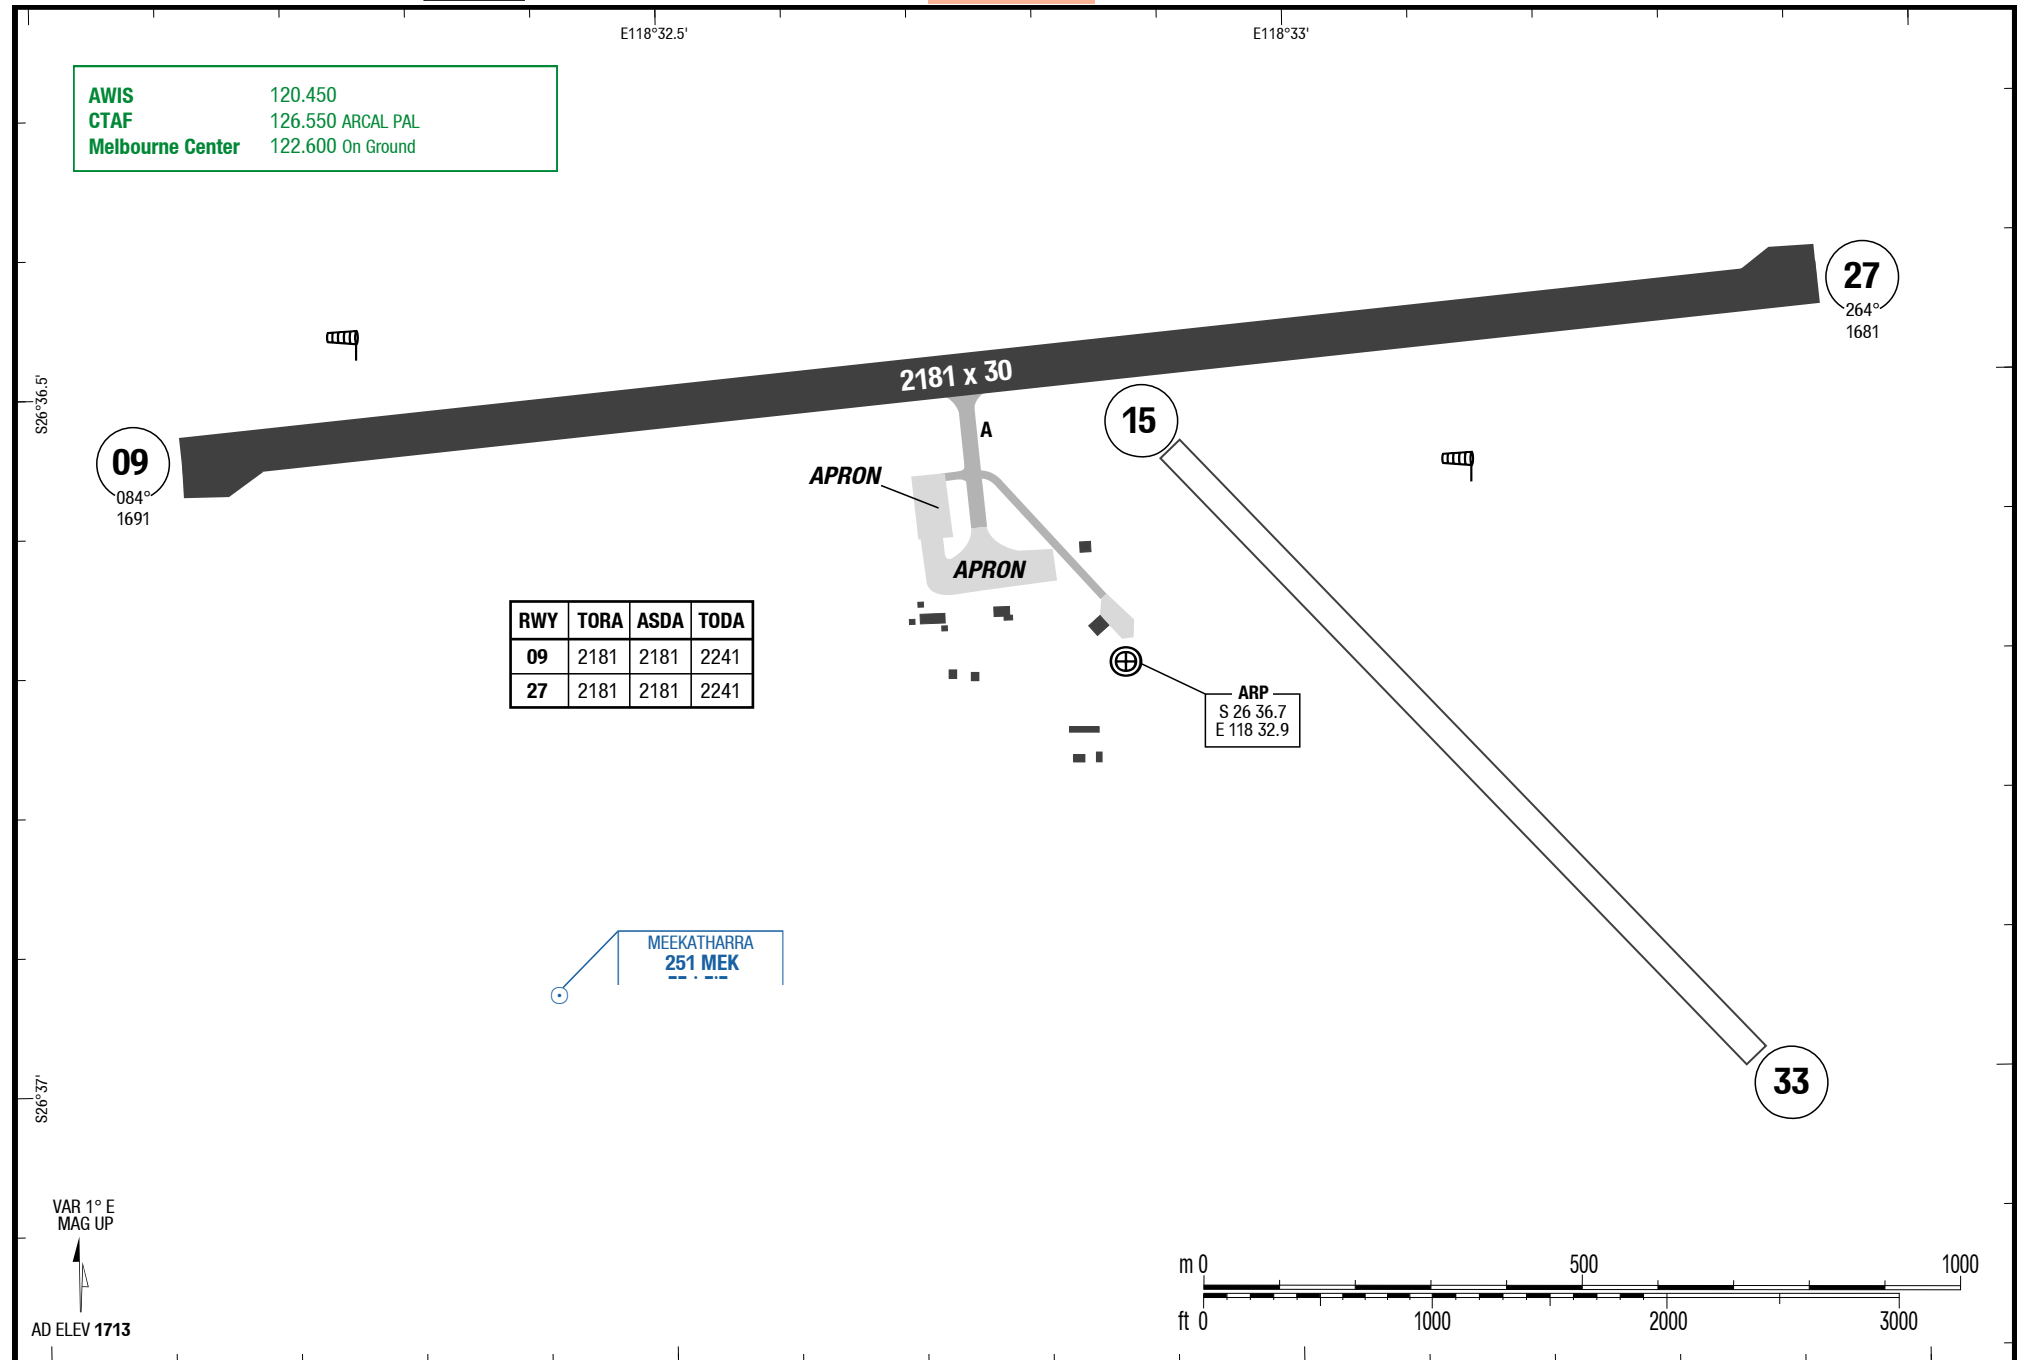 E118°32.5'
E118°33'
AWIS 120.450
CTAF 126.550 ARCAL PAL
Melbourne Center 122.600 On Ground
27
264°
1681
2181 x 30
S26°36.5'
A
15
09
084°
1691
APRON
APRON
RWY TORA ASDA TODA
09 2181 2181 2241
27 2181 2181 2241
ARP
S 26 36.7
E 118 32.9
MEEKATHARRA
251 MEK
33
S26°37'
VAR 1° E
MAG UP
AD ELEV 1713
m 0 500 1000
ft 0 1000 2000 3000